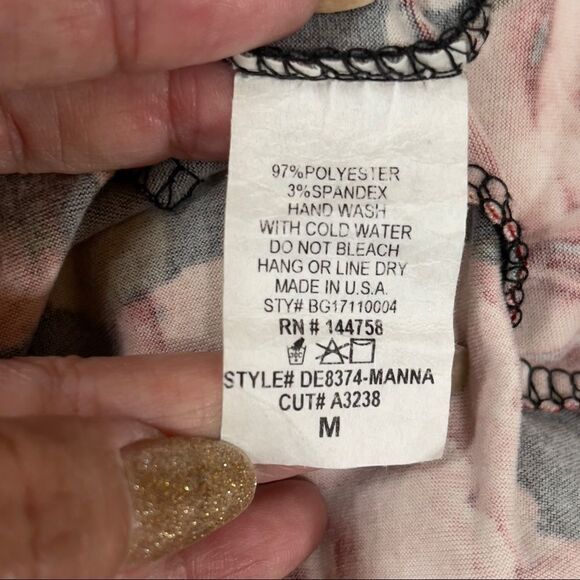 97%POLYESTER
3%SPANDEX
HAND WASH
WITH COLD WATER
DO NOT BLEACH
HANG OR LINE DRY
MADE IN U.S.A.
STY# BG17110004
RN # 144758
STYLE# DE8374-MANNA
CUT# A3238
M